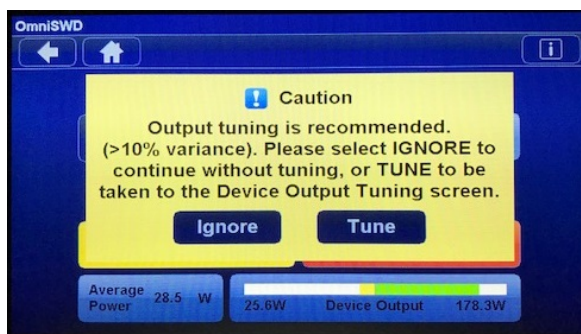 OmniSWD
i
! Caution
Output tuning is recommended.
(>10% variance). Please select IGNORE to
continue without tuning, or TUNE to be
taken to the Device Output Tuning screen.
Ignore Tune
Average
Power 28.5 W
25.6W Device Output 178.3W